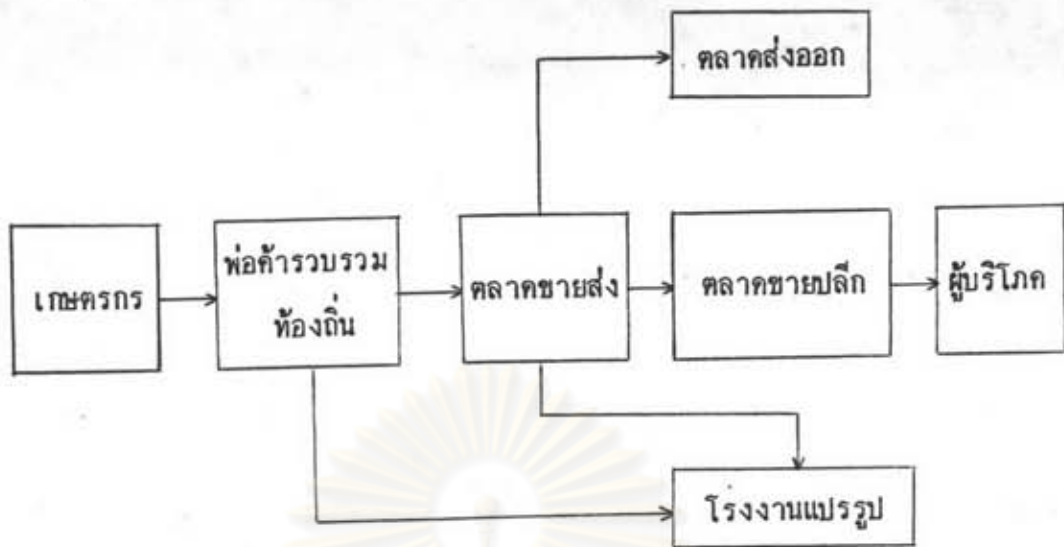 ตลาดส่งออก
เกษตรกร
พ่อค้ารวบรวม
ท้องถิ่น
ตลาดขายส่ง
ตลาดขายปลีก
ผู้บริโภค
โรงงานแปรรูป